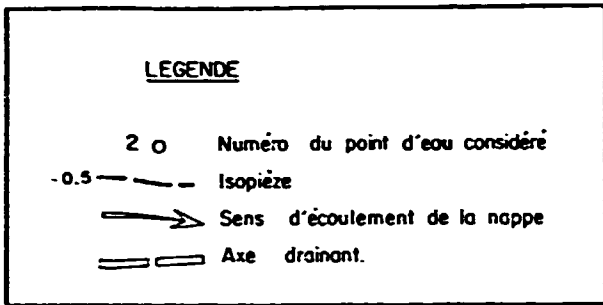 LEGENDE
2 o Numéro du point d'eau considéré
-0.5 Isopièze
Sens d'écoulement de la nappe
Axe drainant.